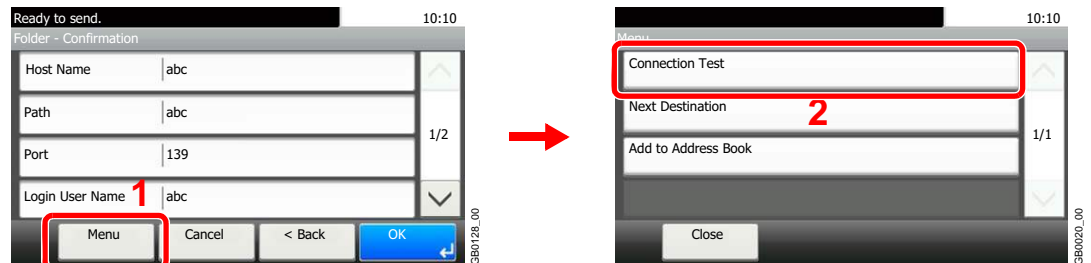 Ready to send.
10:10
Folder - Confirmation
Host Name abc
Path abc
1/2
Port 139
Login User Name abc
1
Menu Cancel < Back OK
GB0128_00
10:10
Menu
Connection Test
Next Destination
2
1/1
Add to Address Book
Close
GB0020_00